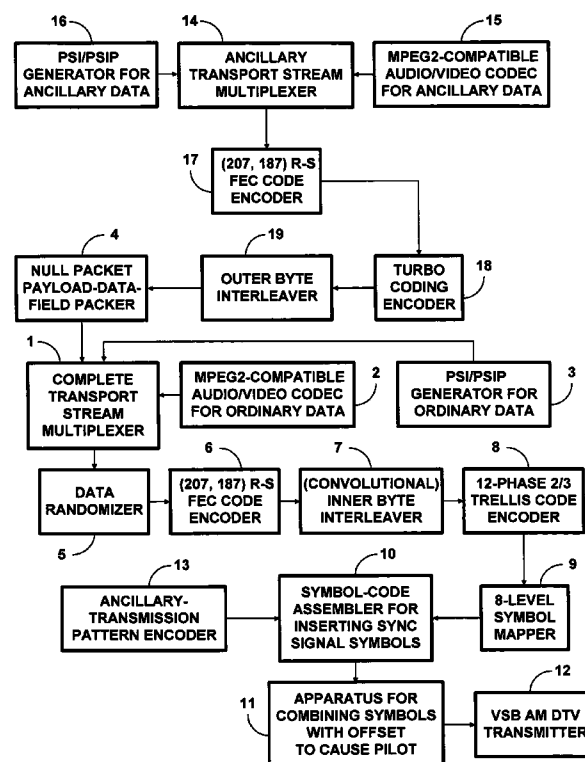 16
14
15
PSI/PSIP
GENERATOR FOR
ANCILLARY DATA
ANCILLARY
TRANSPORT STREAM
MULTIPLEXER
MPEG2-COMPATIBLE
AUDIO/VIDEO CODEC
FOR ANCILLARY DATA
17
(207, 187) R-S
FEC CODE
ENCODER
4
19
NULL PACKET
PAYLOAD-DATA-
FIELD PACKER
OUTER BYTE
INTERLEAVER
TURBO
CODING
ENCODER
18
1
COMPLETE
TRANSPORT
STREAM
MULTIPLEXER
MPEG2-COMPATIBLE
AUDIO/VIDEO CODEC
FOR ORDINARY DATA
2
PSI/PSIP
GENERATOR FOR
ORDINARY DATA
3
6
7
8
DATA
RANDOMIZER
5
(207, 187) R-S
FEC CODE
ENCODER
(CONVOLUTIONAL)
INNER BYTE
INTERLEAVER
12-PHASE 2/3
TRELLIS CODE
ENCODER
13
10
9
ANCILLARY-
TRANSMISSION
PATTERN ENCODER
SYMBOL-CODE
ASSEMBLER FOR
INSERTING SYNC
SIGNAL SYMBOLS
8-LEVEL
SYMBOL
MAPPER
11
APPARATUS FOR
COMBINING SYMBOLS
WITH OFFSET
TO CAUSE PILOT
12
VSB AM DTV
TRANSMITTER